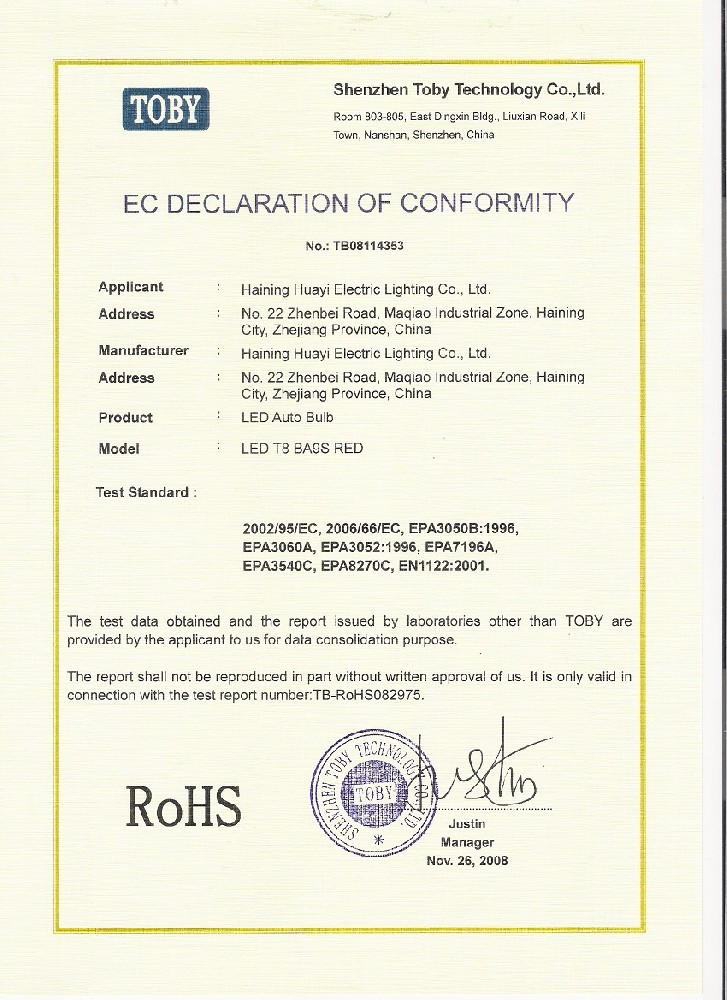 TOBY
Shenzhen Toby Technology Co.,Ltd.
Room 803-805, East Dingxin Bldg., Liuxian Road, Xili
Town, Nanshan, Shenzhen, China
EC DECLARATION OF CONFORMITY
No.: TB08114353
Applicant : Haining Huayi Electric Lighting Co., Ltd.
Address : No. 22 Zhenbei Road, Maqiao Industrial Zone, Haining
City, Zhejiang Province, China
Manufacturer : Haining Huayi Electric Lighting Co., Ltd.
Address : No. 22 Zhenbei Road, Maqiao Industrial Zone, Haining
City, Zhejiang Province, China
Product : LED Auto Bulb
Model : LED T8 BA9S RED
Test Standard :
2002/95/EC, 2006/66/EC, EPA3050B:1996,
EPA3060A, EPA3052:1996, EPA7196A,
EPA3540C, EPA8270C, EN1122:2001.
The test data obtained and the report issued by laboratories other than TOBY are
provided by the applicant to us for data consolidation purpose.
The report shall not be reproduced in part without written approval of us. It is only valid in
connection with the test report number:TB-RoHS082975.
RoHS
SHENZHEN TOBY TECHNOLOGY CO.,LTD.
TOBY
*
Justin
Manager
Nov. 26, 2008